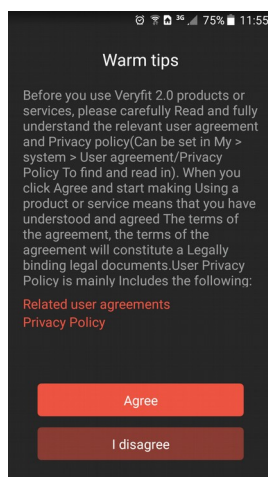 36 75% 11:55
Warm tips
Before you use Veryfit 2.0 products or
services, please carefully Read and fully
understand the relevant user agreement
and Privacy policy(Can be set in My >
system > User agreement/Privacy
Policy To find and read in). When you
click Agree and start making Using a
product or service means that you have
understood and agreed The terms of
the agreement, the terms of the
agreement will constitute a Legally
binding legal documents.User Privacy
Policy is mainly Includes the following:
Related user agreements
Privacy Policy
Agree
I disagree